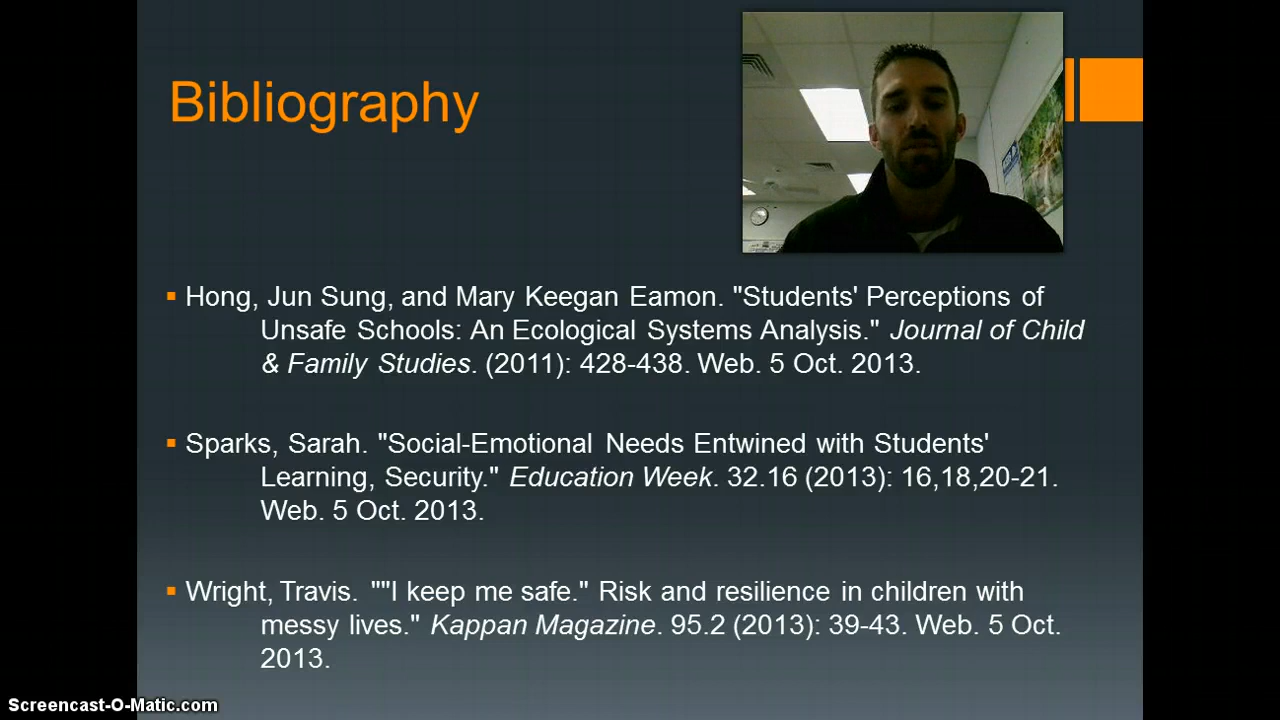 Bibliography
Hong, Jun Sung, and Mary Keegan Eamon. "Students' Perceptions of
Unsafe Schools: An Ecological Systems Analysis." Journal of Child
& Family Studies. (2011): 428-438. Web. 5 Oct. 2013.
Sparks, Sarah. "Social-Emotional Needs Entwined with Students'
Learning, Security." Education Week. 32.16 (2013): 16,18,20-21.
Web. 5 Oct. 2013.
Wright, Travis. ""I keep me safe." Risk and resilience in children with
messy lives." Kappan Magazine. 95.2 (2013): 39-43. Web. 5 Oct.
2013.
Screencast-O-Matic.com